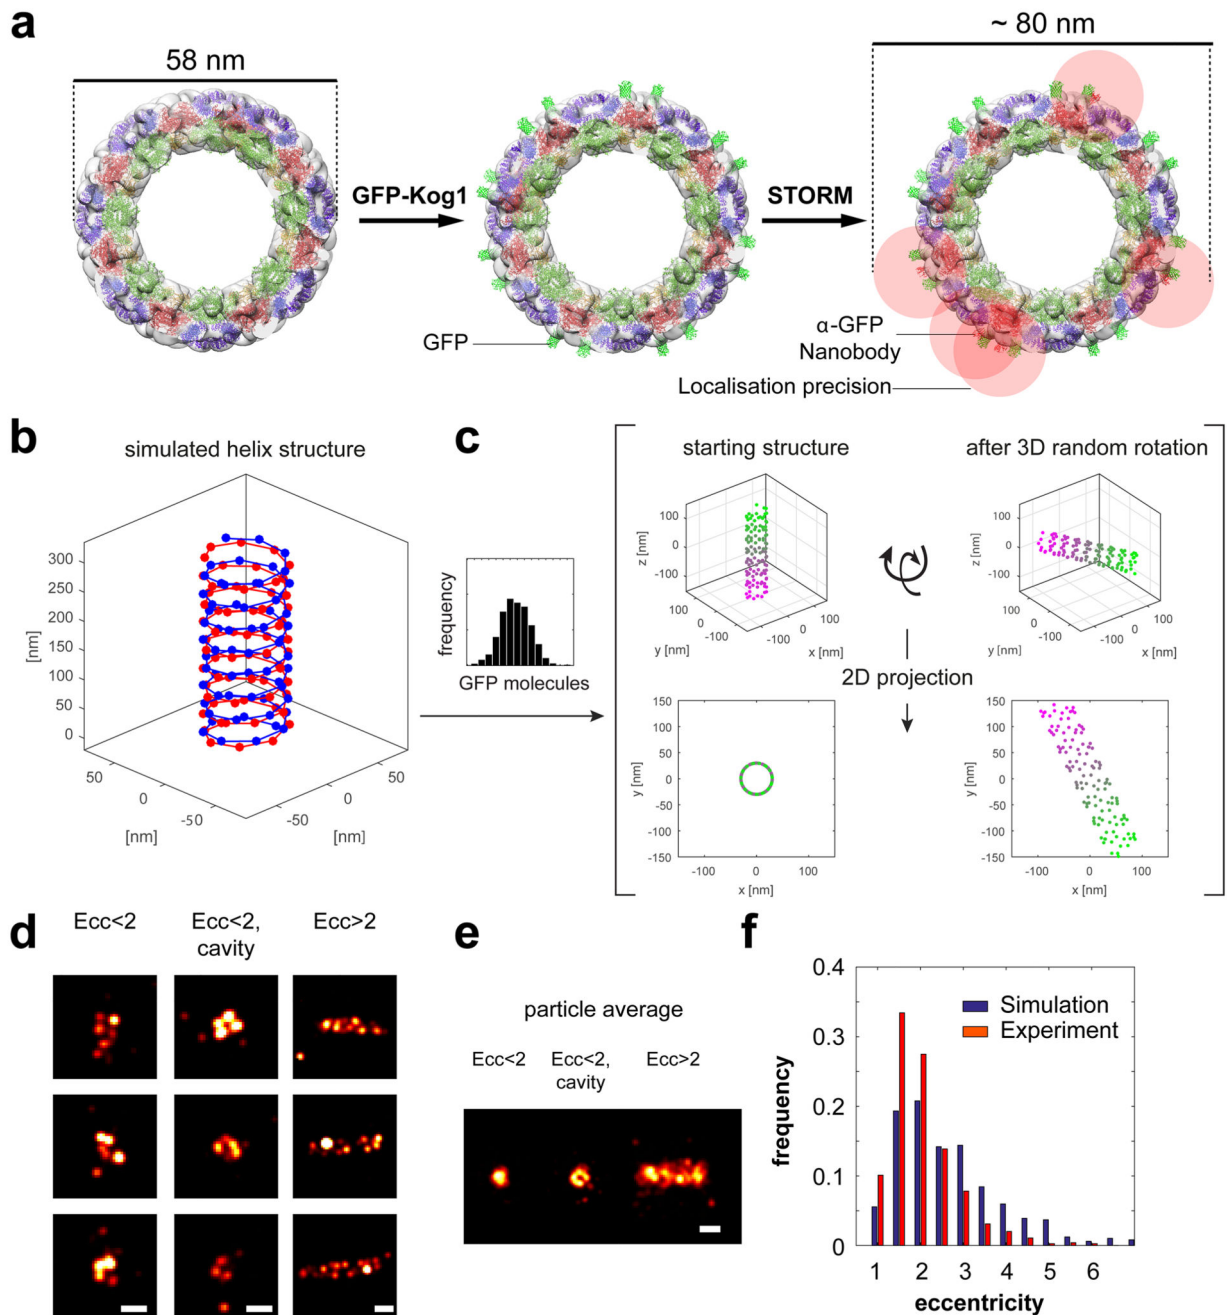 a
58 nm
~ 80 nm
GFP-Kog1
STORM
GFP
α-GFP
Nanobody
Localisation precision
b
simulated helix structure
300
250
200
150
100
50
0
[nm]
50
0
-50
[nm]
50
0
-50
[nm]
c
frequency
GFP molecules
starting structure
100
0
-100
z [nm]
100
0
-100
y [nm]
100
0
-100
x [nm]
after 3D random rotation
100
0
-100
z [nm]
100
0
-100
y [nm]
100
0
-100
x [nm]
2D projection
150
100
50
0
-50
-100
-150
y [nm]
-100 0 100
x [nm]
150
100
50
0
-50
-100
-150
y [nm]
-100 0 100
x [nm]
d
Ecc<2
Ecc<2,
cavity
Ecc>2
e
particle average
Ecc<2
Ecc<2,
cavity
Ecc>2
f
0.4
0.3
0.2
0.1
0
frequency
Simulation
Experiment
1 2 3 4 5 6
eccentricity